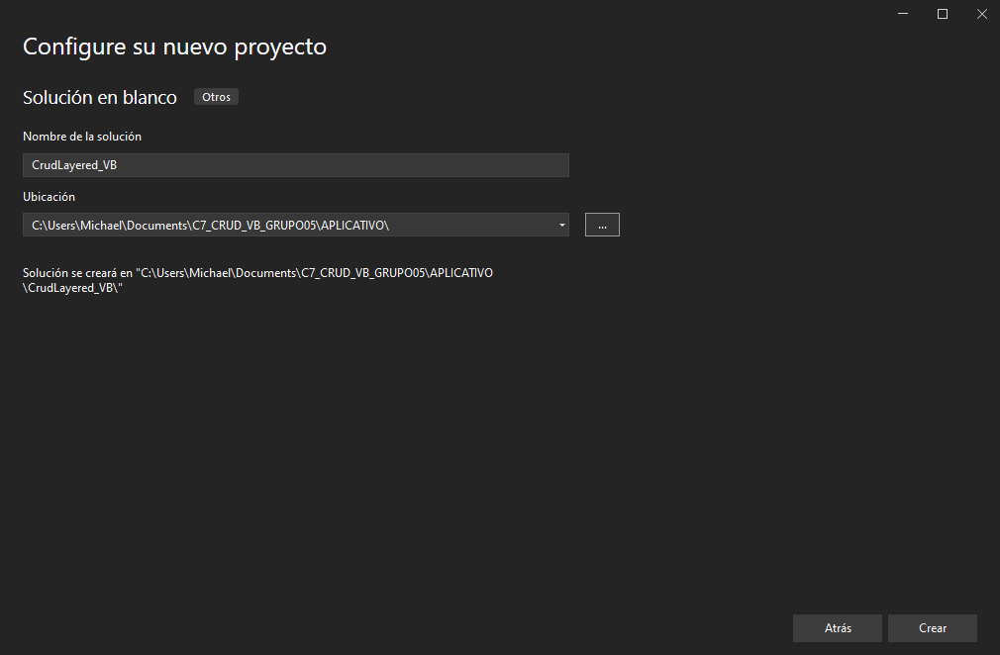 Configure su nuevo proyecto
Solución en blanco Otros
Nombre de la solución
CrudLayered_VB
Ubicación
C:\Users\Michael\Documents\C7_CRUD_VB_GRUPO05\APLICATIVO\
...
Solución se creará en "C:\Users\Michael\Documents\C7_CRUD_VB_GRUPO05\APLICATIVO
\CrudLayered_VB\"
Atrás Crear